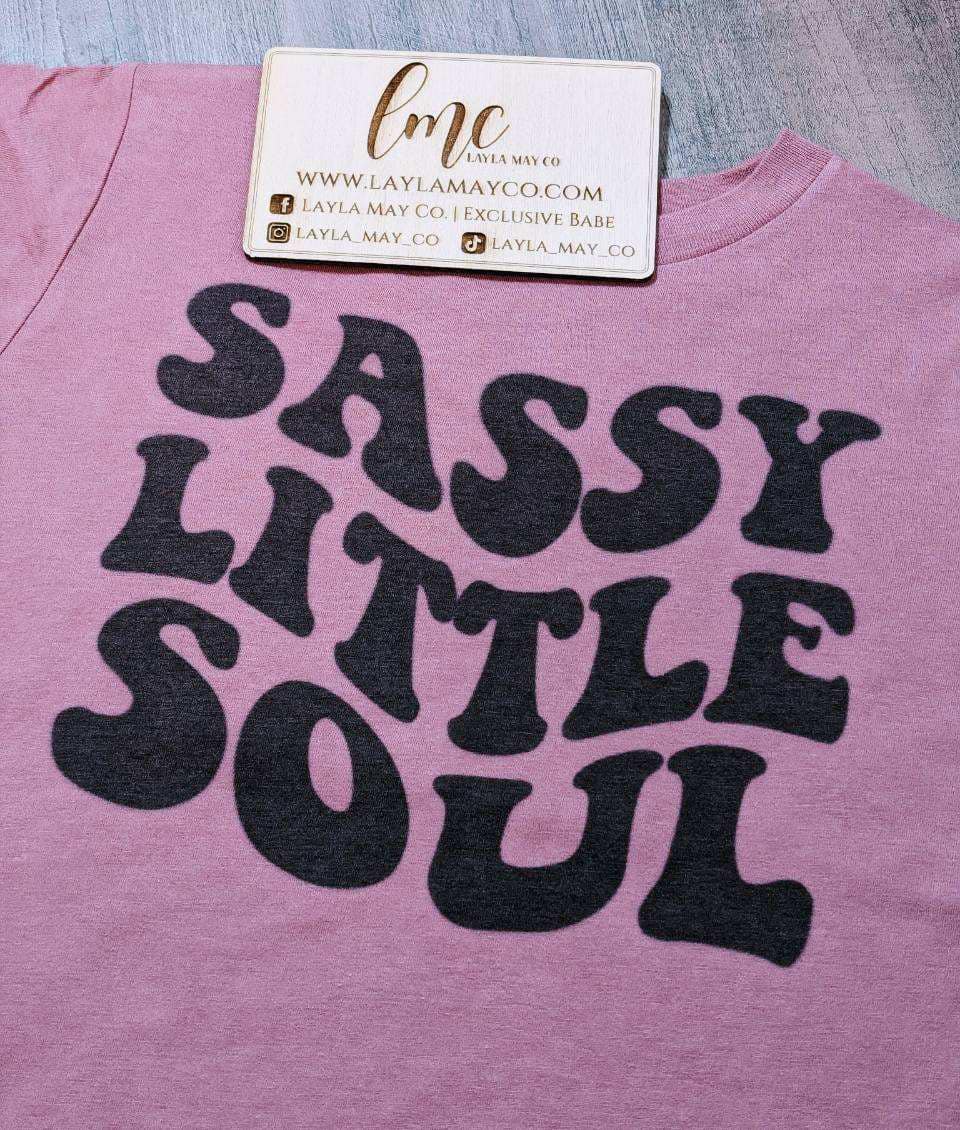 lmc
LAYLA MAY CO
WWW.LAYLAMAYCO.COM
LAYLA MAY CO. | EXCLUSIVE BABE
LAYLA_MAY_CO LAYLA_MAY_CO
SASSY
LITTLE
SOUL